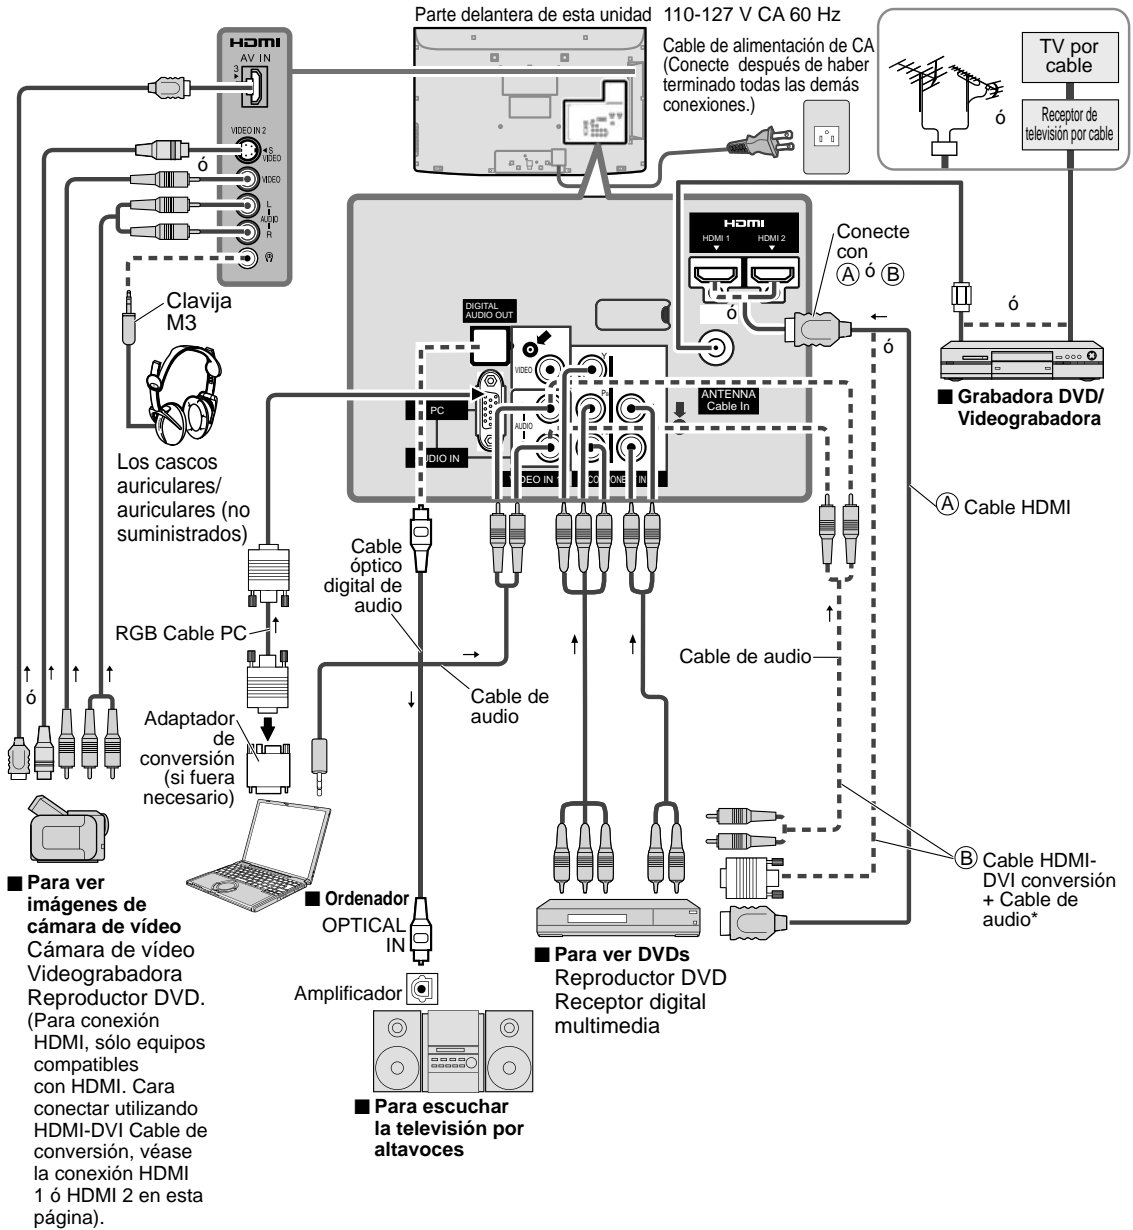 Parte delantera de esta unidad
110-127 V CA 60 Hz
Cable de alimentación de CA
(Conecte después de haber
terminado todas las demás
conexiones.)
TV por
cable
ó
Receptor de
televisión por cable
HDMI
AV IN
3
VIDEO IN 2
S
VIDEO
ó
VIDEO
L
AUDIO
R
Clavija
M3
Los cascos
auriculares/
auriculares (no
suministrados)
HDMI
HDMI 1
HDMI 2
ó
Conecte
con
A ó B
ó
ó
DIGITAL
AUDIO OUT
VIDEO
Y
PC
AUDIO
ANTENNA
Cable In
■ Grabadora DVD/
Videograbadora
A Cable HDMI
Cable
óptico
digital de
audio
RGB Cable PC
Cable de audio
Cable de
audio
ó
Adaptador
de
conversión
(si fuera
necesario)
B Cable HDMI-
DVI conversión
+ Cable de
audio*
■ Para ver
imágenes de
cámara de vídeo
Cámara de vídeo
Videograbadora
Reproductor DVD.
(Para conexión
HDMI, sólo equipos
compatibles
con HDMI. Cara
conectar utilizando
HDMI-DVI Cable de
conversión, véase
la conexión HDMI
1 ó HDMI 2 en esta
página).
■ Ordenador
OPTICAL
IN
Amplificador
■ Para ver DVDs
Reproductor DVD
Receptor digital
multimedia
■ Para escuchar
la televisión por
altavoces